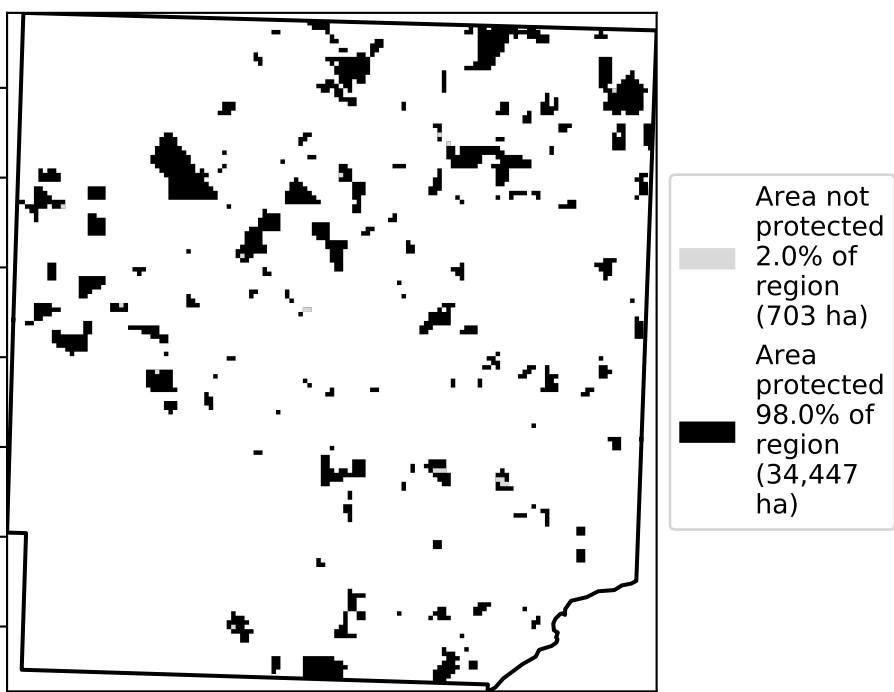 Area not
protected
2.0% of
region
(703 ha)
Area
protected
98.0% of
region
(34,447
ha)